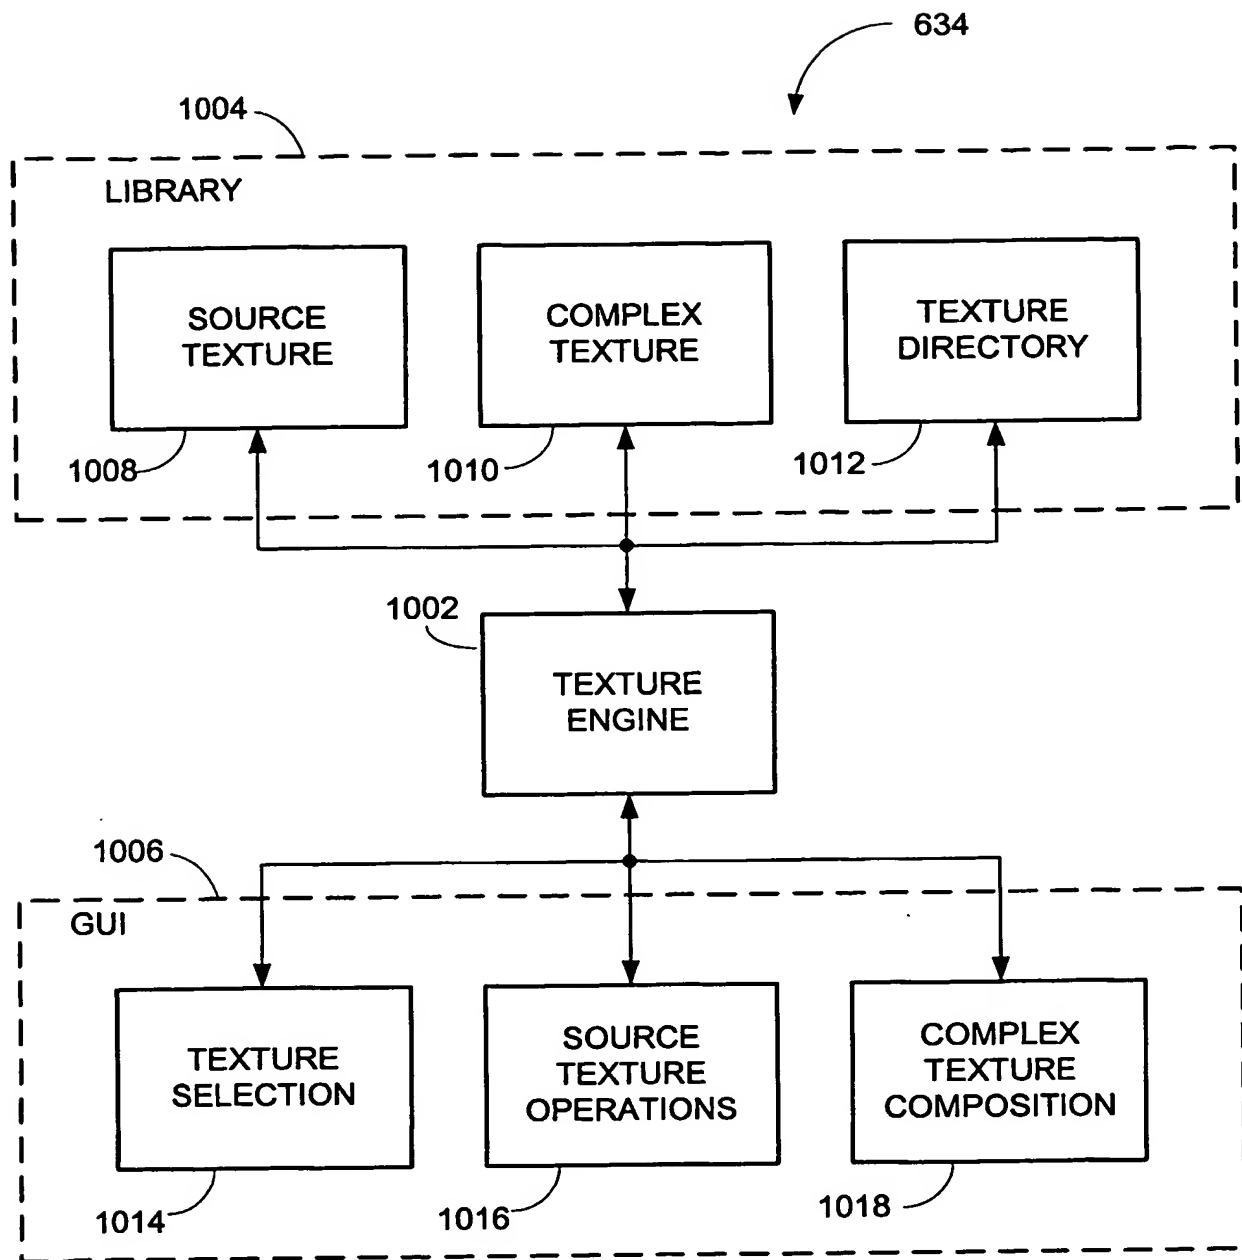 634
1004
LIBRARY
SOURCE
TEXTURE
COMPLEX
TEXTURE
TEXTURE
DIRECTORY
1008
1010
1012
1002
TEXTURE
ENGINE
1006
GUI
TEXTURE
SELECTION
SOURCE
TEXTURE
OPERATIONS
COMPLEX
TEXTURE
COMPOSITION
1014
1016
1018